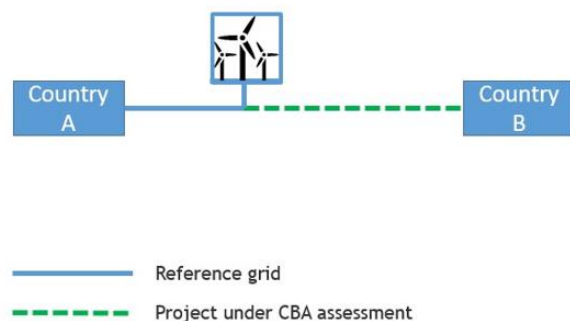 Country
A
Country
B
Reference grid
Project under CBA assessment